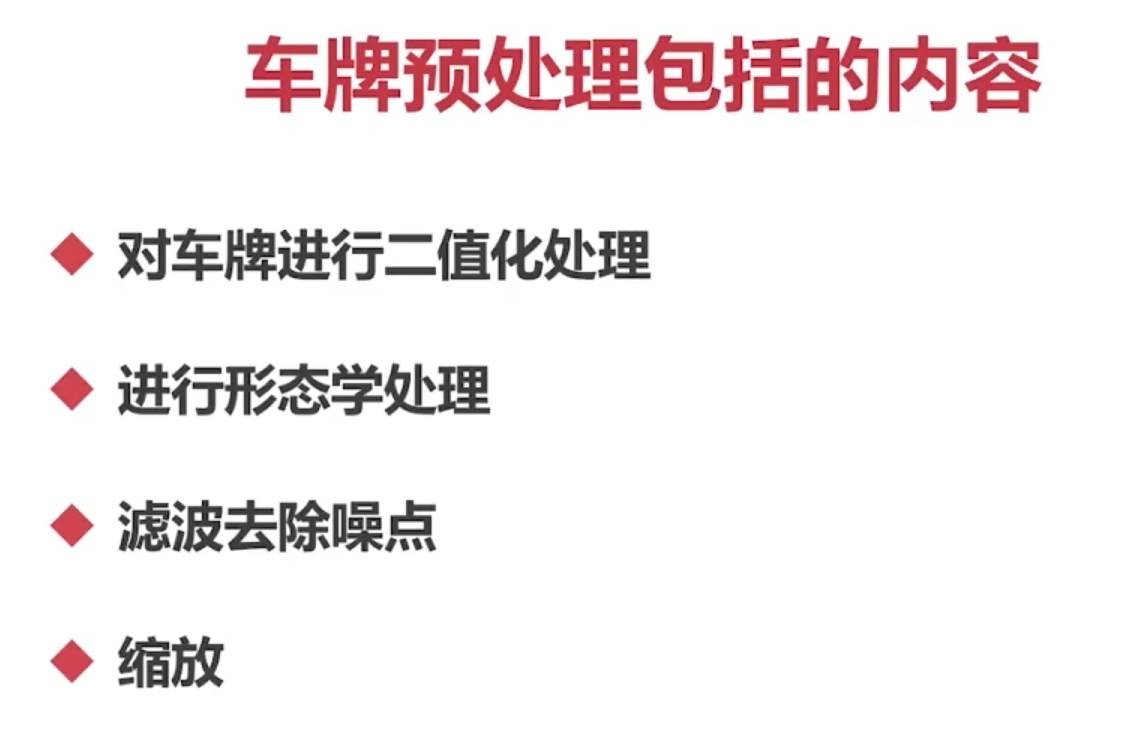 车牌预处理包括的内容
对车牌进行二值化处理
进行形态学处理
滤波去除噪点
缩放